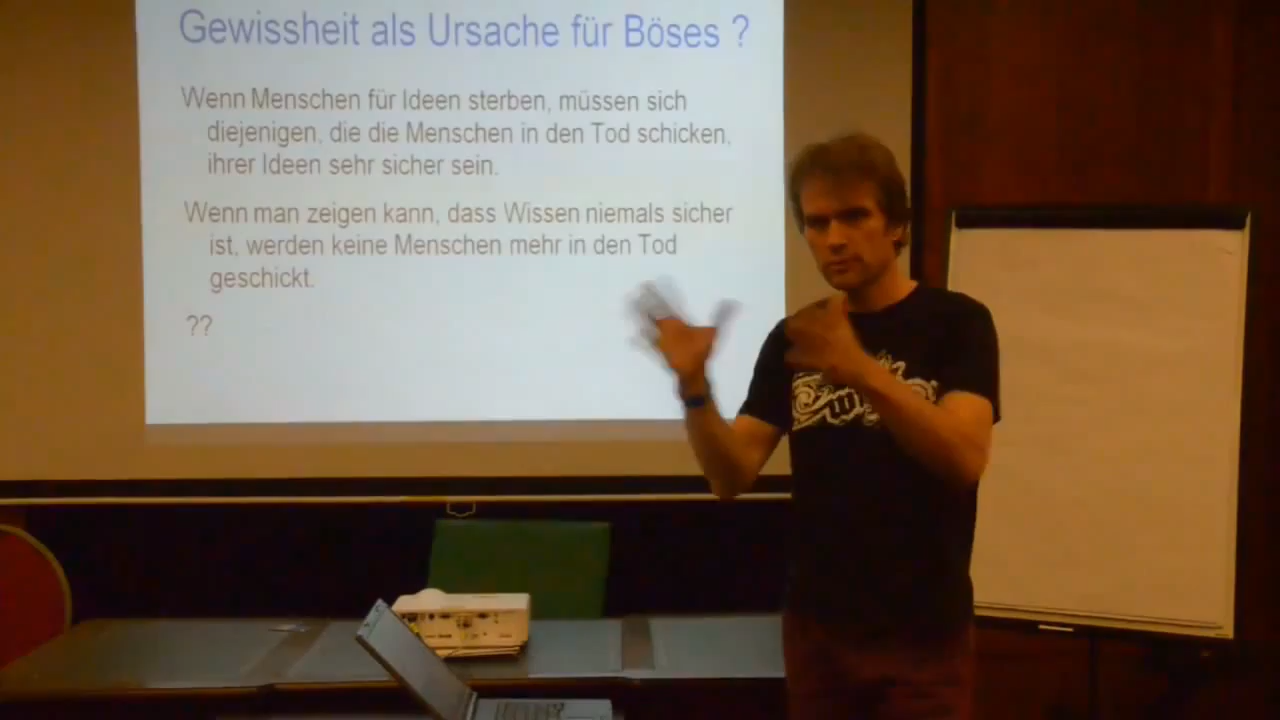 Gewissheit als Ursache für Böses ?
Wenn Menschen für Ideen sterben, müssen sich
diejenigen, die die Menschen in den Tod schicken,
ihrer Ideen sehr sicher sein.
Wenn man zeigen kann, dass Wissen niemals sicher
ist, werden keine Menschen mehr in den Tod
geschickt.
??